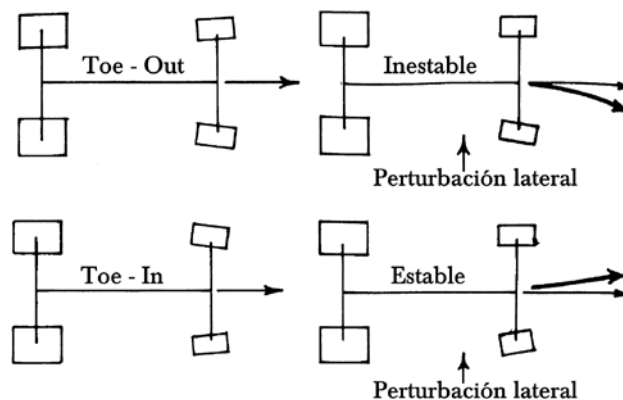 Toe - Out
Inestable
Perturbación lateral
Toe - In
Estable
Perturbación lateral